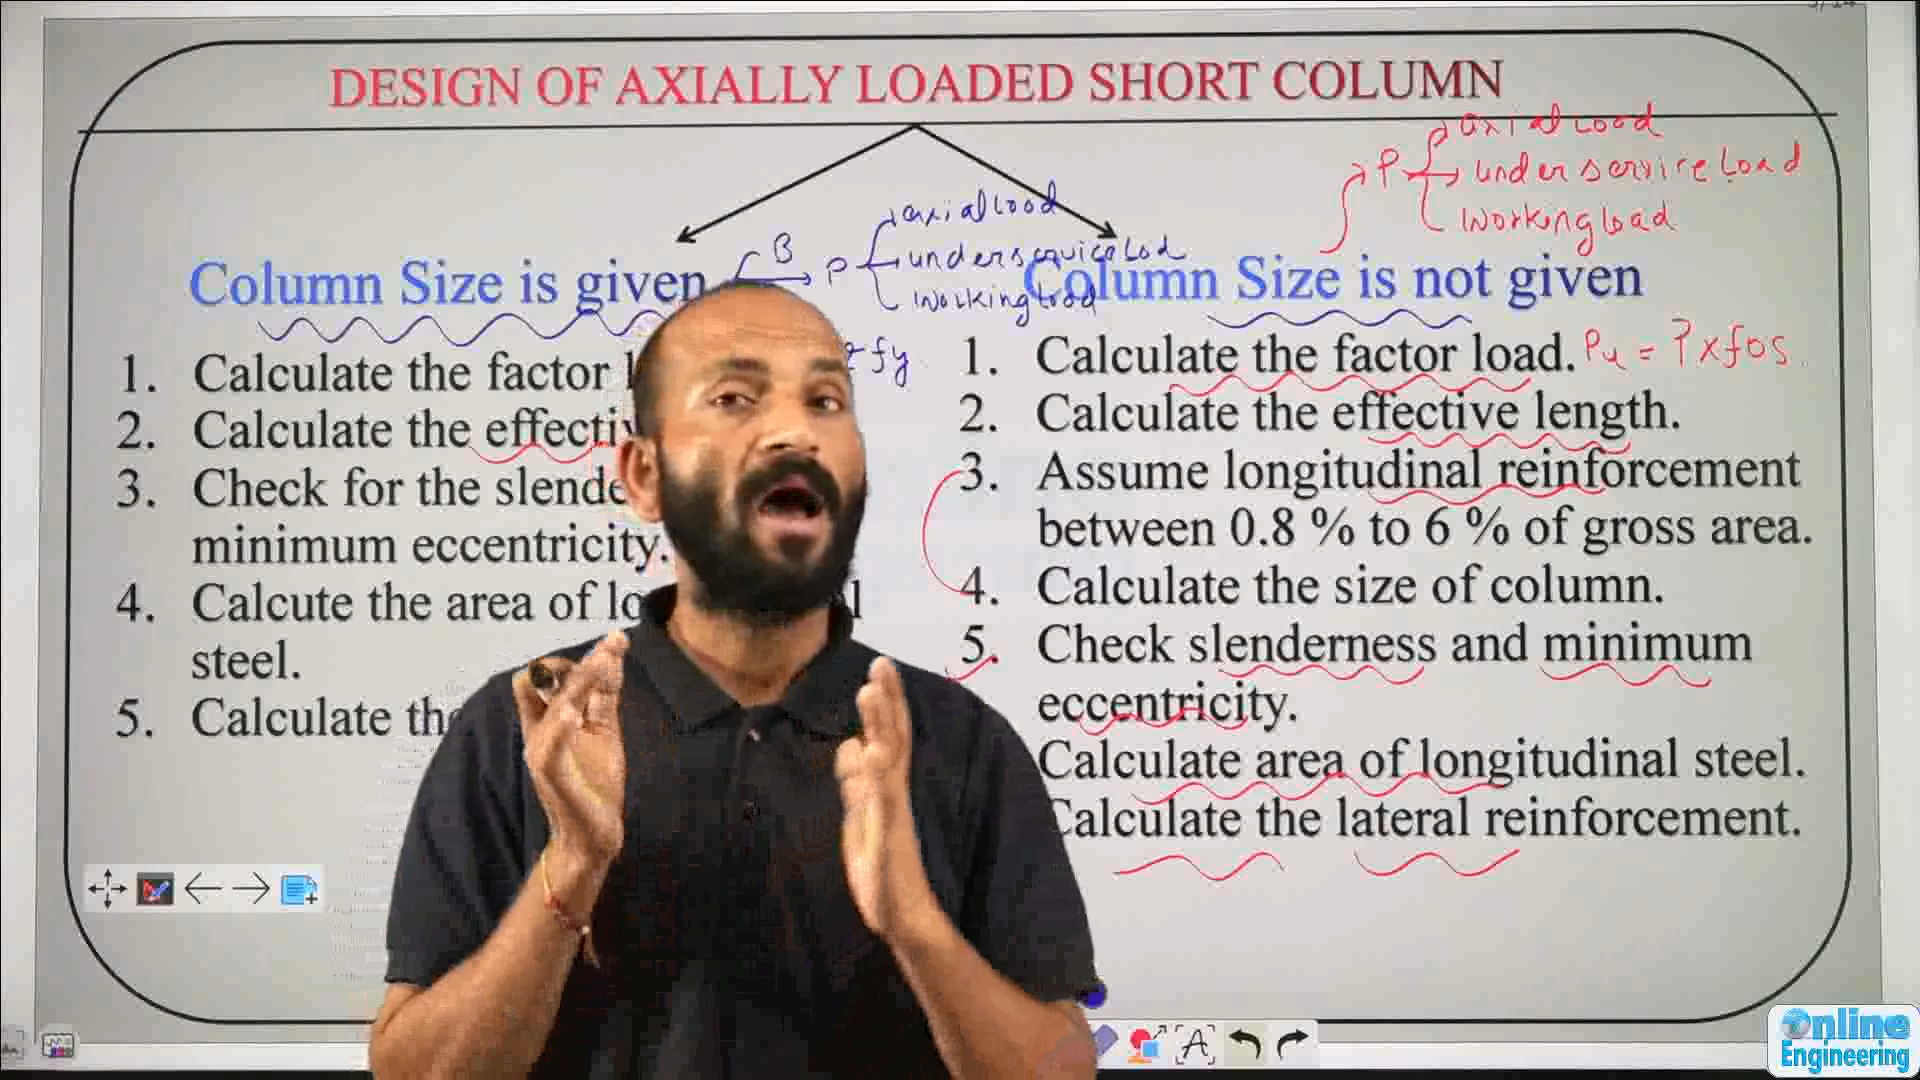 DESIGN OF AXIALLY LOADED SHORT COLUMN
P axial load
under service load
working load
Column Size is given
B P axial load
under service Lod
working load
fy
1. Calculate the factor
2. Calculate the
3. Check for the
minimum eccentricity.
4. Calcute the area of
steel.
5. Calculate
Column Size is not given
1. Calculate the factor load. Pu = P x fos
2. Calculate the effective length.
3. Assume longitudinal reinforcement
between 0.8 % to 6 % of gross area.
4. Calculate the size of column.
5. Check slenderness and minimum
eccentricity.
Calculate area of longitudinal steel.
Calculate the lateral reinforcement.
A
Online
Engineering